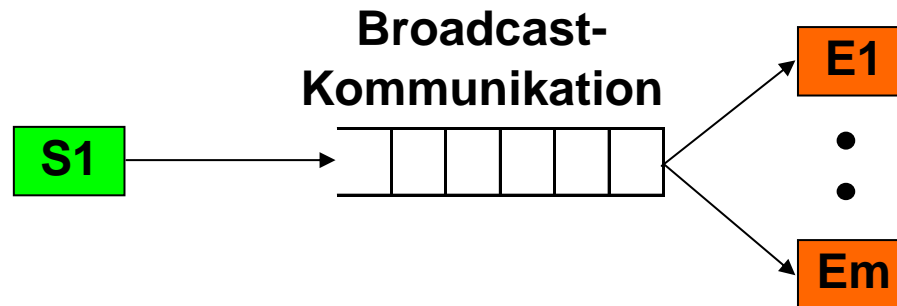 Broadcast-
Kommunikation
E1
S1
Em